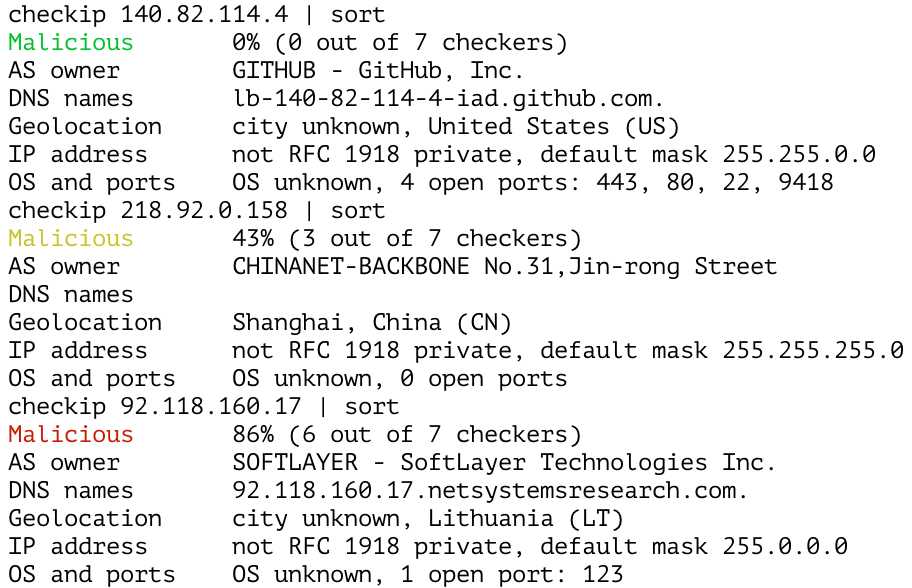 checkip 140.82.114.4 | sort
Malicious       0% (0 out of 7 checkers)
AS owner        GITHUB - GitHub, Inc.
DNS names       lb-140-82-114-4-iad.github.com.
Geolocation     city unknown, United States (US)
IP address      not RFC 1918 private, default mask 255.255.0.0
OS and ports    OS unknown, 4 open ports: 443, 80, 22, 9418
checkip 218.92.0.158 | sort
Malicious       43% (3 out of 7 checkers)
AS owner        CHINANET-BACKBONE No.31,Jin-rong Street
DNS names
Geolocation     Shanghai, China (CN)
IP address      not RFC 1918 private, default mask 255.255.255.0
OS and ports    OS unknown, 0 open ports
checkip 92.118.160.17 | sort
Malicious       86% (6 out of 7 checkers)
AS owner        SOFTLAYER - SoftLayer Technologies Inc.
DNS names       92.118.160.17.netsystemsresearch.com.
Geolocation     city unknown, Lithuania (LT)
IP address      not RFC 1918 private, default mask 255.0.0.0
OS and ports    OS unknown, 1 open port: 123